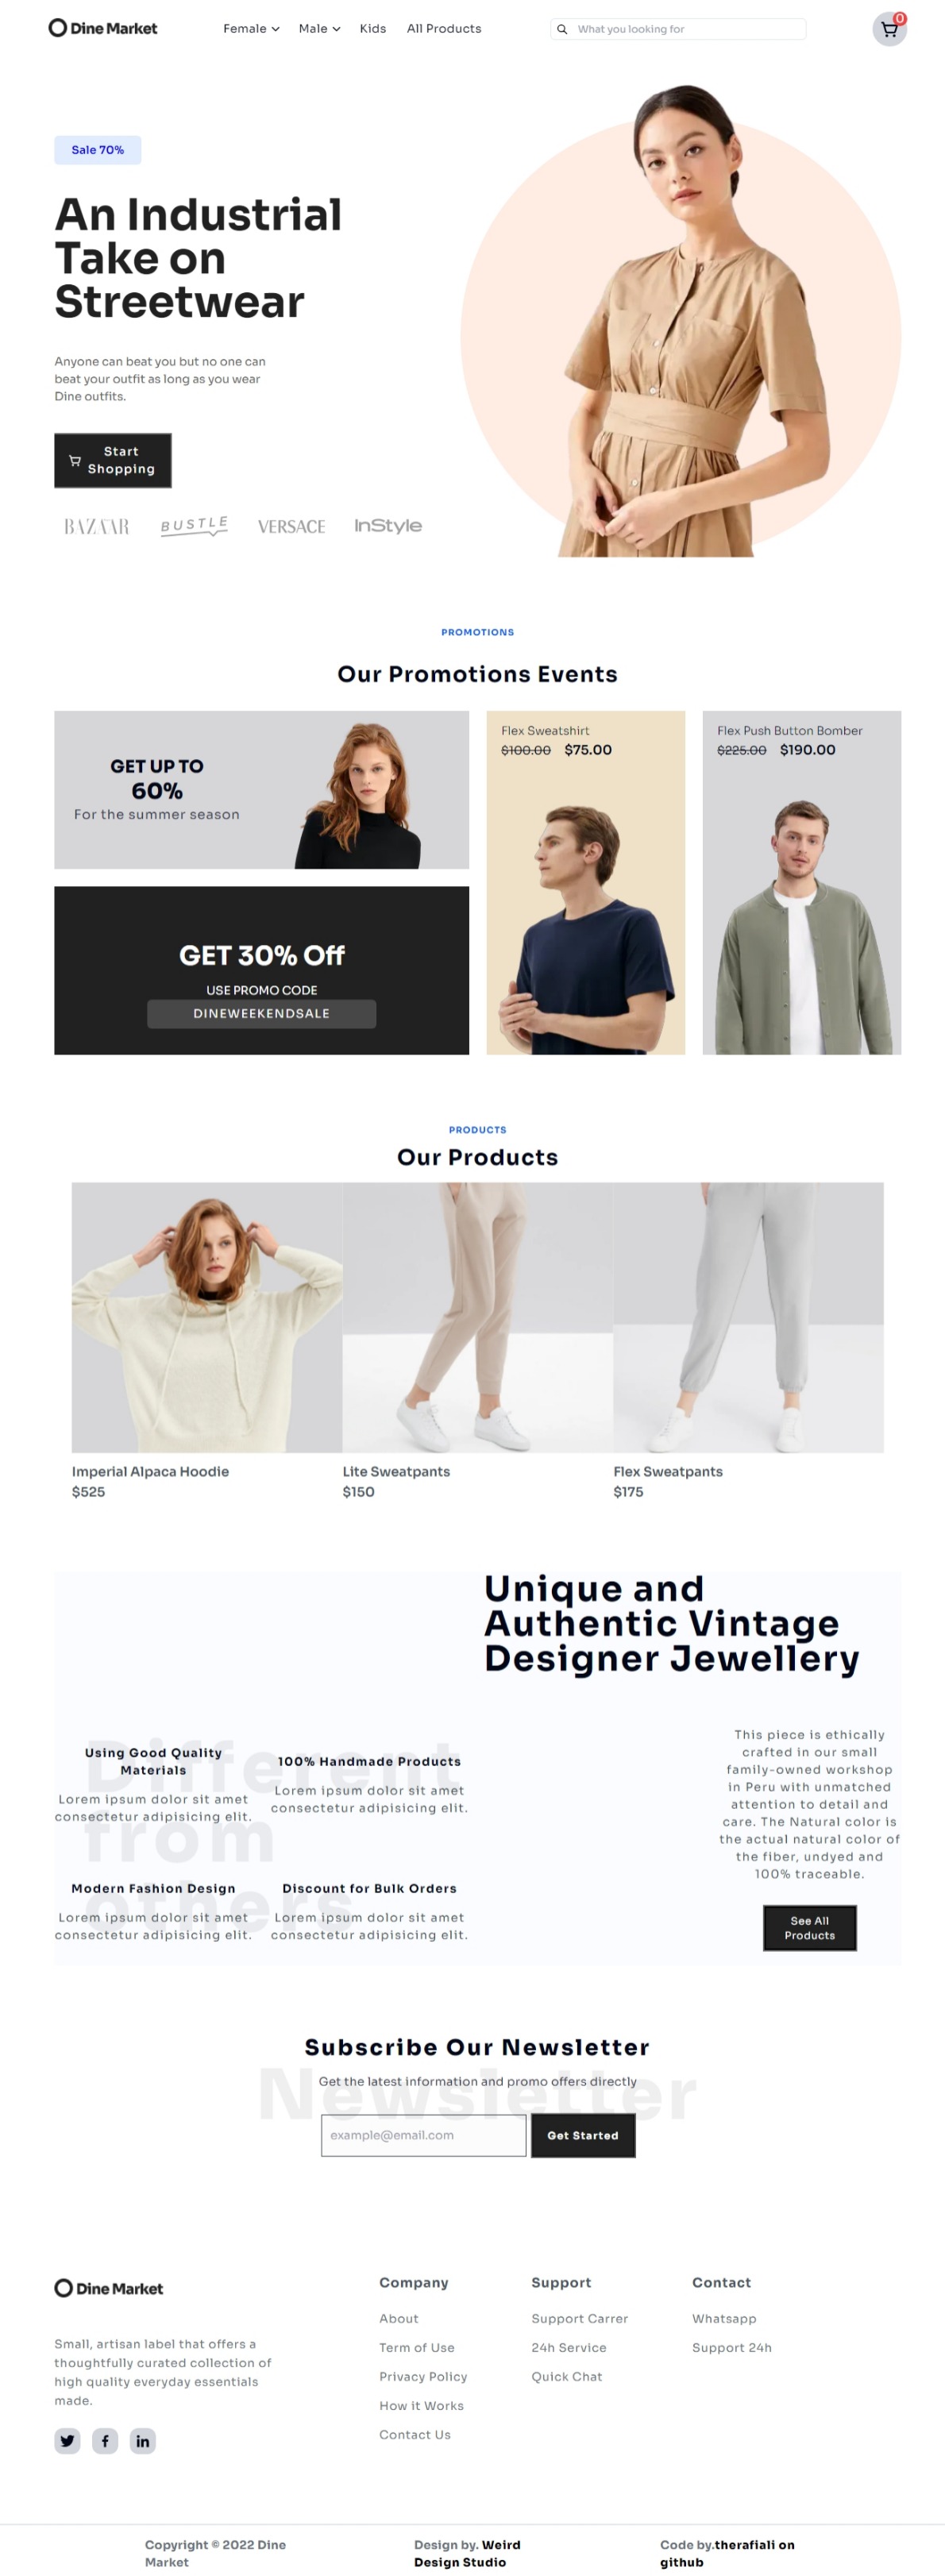 Dine Market
Female
Male
Kids
All Products
What you looking for
0
Sale 70%
An Industrial
Take on
Streetwear
Anyone can beat you but no one can
beat your outfit as long as you wear
Dine outfits.
Start
Shopping
BAZAAR
BUSTLE
VERSACE
InStyle
PROMOTIONS
Our Promotions Events
GET UP TO
60%
For the summer season
GET 30% Off
USE PROMO CODE
DINEWEEKENDSALE
Flex Sweatshirt
$100.00 $75.00
Flex Push Button Bomber
$225.00 $190.00
PRODUCTS
Our Products
Imperial Alpaca Hoodie
$525
Lite Sweatpants
$150
Flex Sweatpants
$175
Unique and
Authentic Vintage
Designer Jewellery
Different
from
others
Using Good Quality
Materials
Lorem ipsum dolor sit amet
consectetur adipisicing elit.
100% Handmade Products
Lorem ipsum dolor sit amet
consectetur adipisicing elit.
Modern Fashion Design
Lorem ipsum dolor sit amet
consectetur adipisicing elit.
Discount for Bulk Orders
Lorem ipsum dolor sit amet
consectetur adipisicing elit.
This piece is ethically
crafted in our small
family-owned workshop
in Peru with unmatched
attention to detail and
care. The Natural color is
the actual natural color of
the fiber, undyed and
100% traceable.
See All
Products
Newsletter
Subscribe Our Newsletter
Get the latest information and promo offers directly
example@email.com
Get Started
Dine Market
Small, artisan label that offers a
thoughtfully curated collection of
high quality everyday essentials
made.
Company
About
Term of Use
Privacy Policy
How it Works
Contact Us
Support
Support Carrer
24h Service
Quick Chat
Contact
Whatsapp
Support 24h
Copyright © 2022 Dine
Market
Design by. Weird
Design Studio
Code by.therafiali on
github